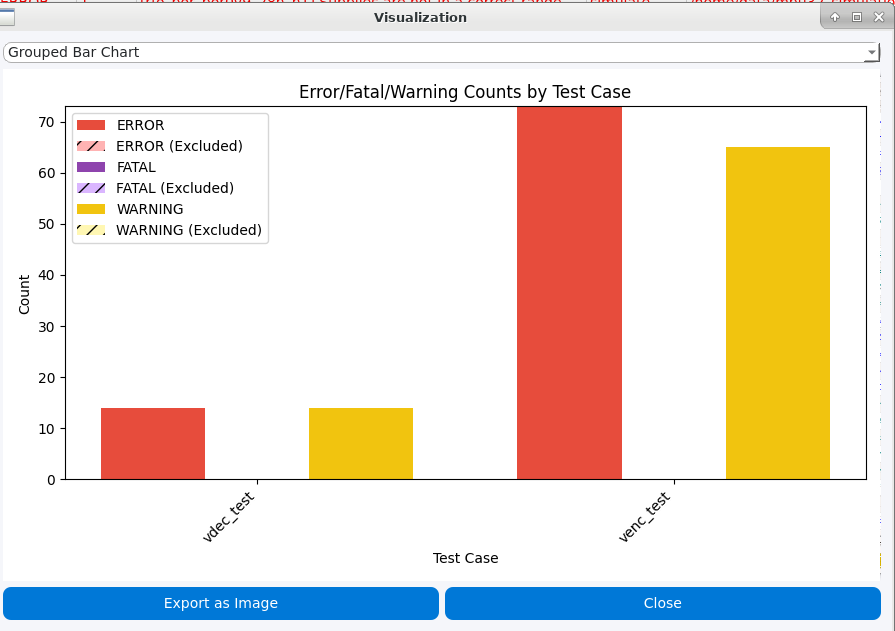 Visualization
Grouped Bar Chart
Error/Fatal/Warning Counts by Test Case
ERROR
ERROR (Excluded)
FATAL
FATAL (Excluded)
WARNING
WARNING (Excluded)
70
60
50
40
30
20
10
0
Count
vdec_test
venc_test
Test Case
Export as Image
Close